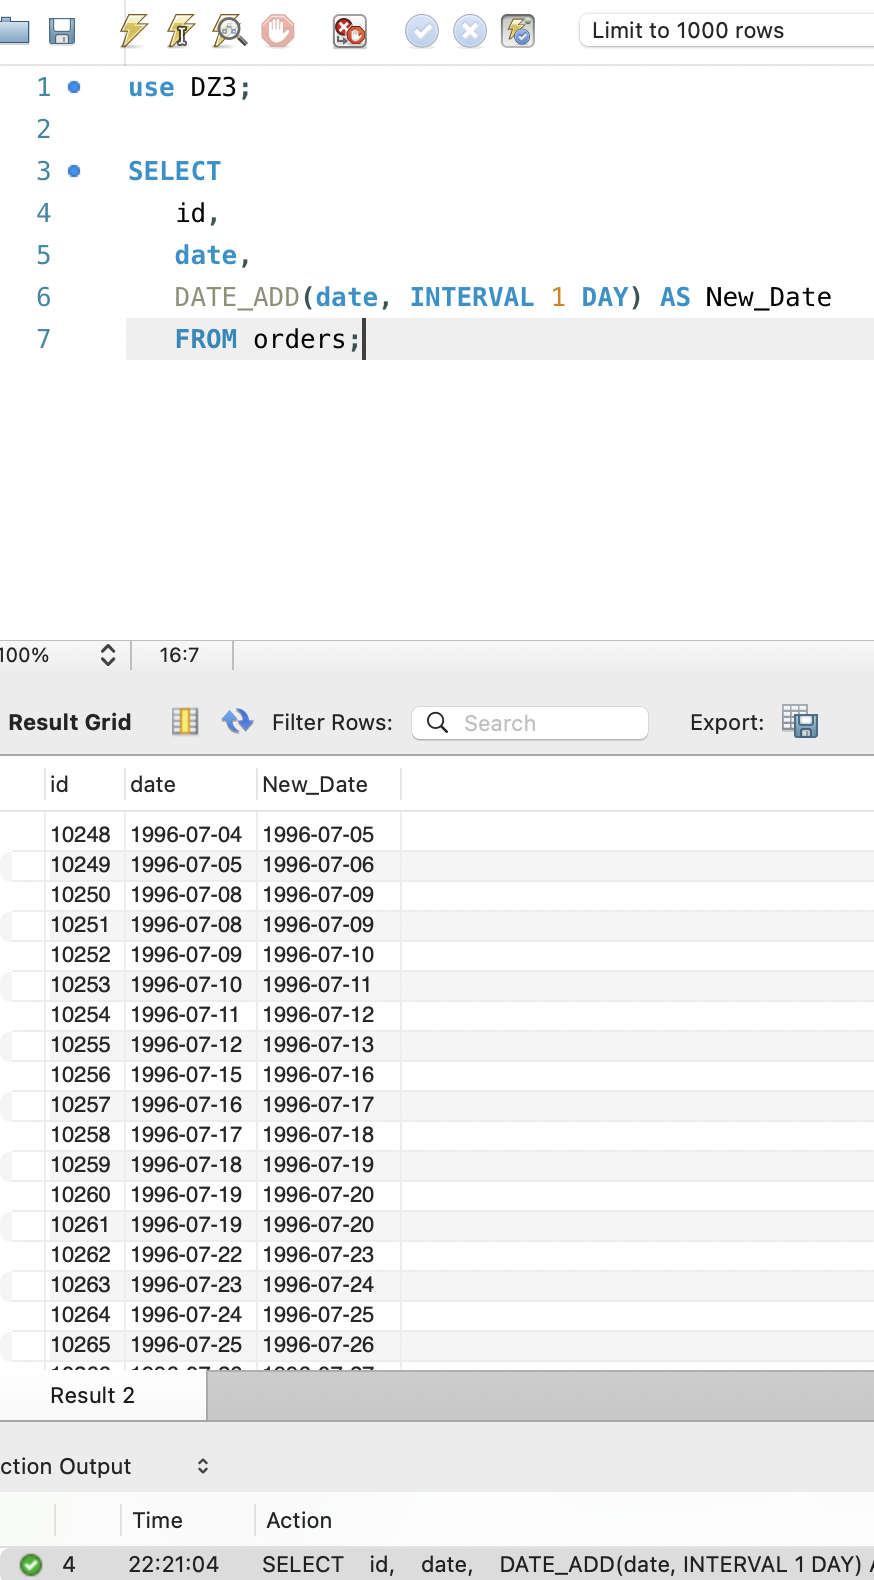 Limit to 1000 rows
1 use DZ3;
2
3 SELECT
4 id,
5 date,
6 DATE_ADD(date, INTERVAL 1 DAY) AS New_Date
7 FROM orders;
100% 16:7
Result Grid Filter Rows: Search Export:
id date New_Date
10248 1996-07-04 1996-07-05
10249 1996-07-05 1996-07-06
10250 1996-07-08 1996-07-09
10251 1996-07-08 1996-07-09
10252 1996-07-09 1996-07-10
10253 1996-07-10 1996-07-11
10254 1996-07-11 1996-07-12
10255 1996-07-12 1996-07-13
10256 1996-07-15 1996-07-16
10257 1996-07-16 1996-07-17
10258 1996-07-17 1996-07-18
10259 1996-07-18 1996-07-19
10260 1996-07-19 1996-07-20
10261 1996-07-19 1996-07-20
10262 1996-07-22 1996-07-23
10263 1996-07-23 1996-07-24
10264 1996-07-24 1996-07-25
10265 1996-07-25 1996-07-26
Result 2
ction Output
Time Action
4 22:21:04 SELECT id, date, DATE_ADD(date, INTERVAL 1 DAY)